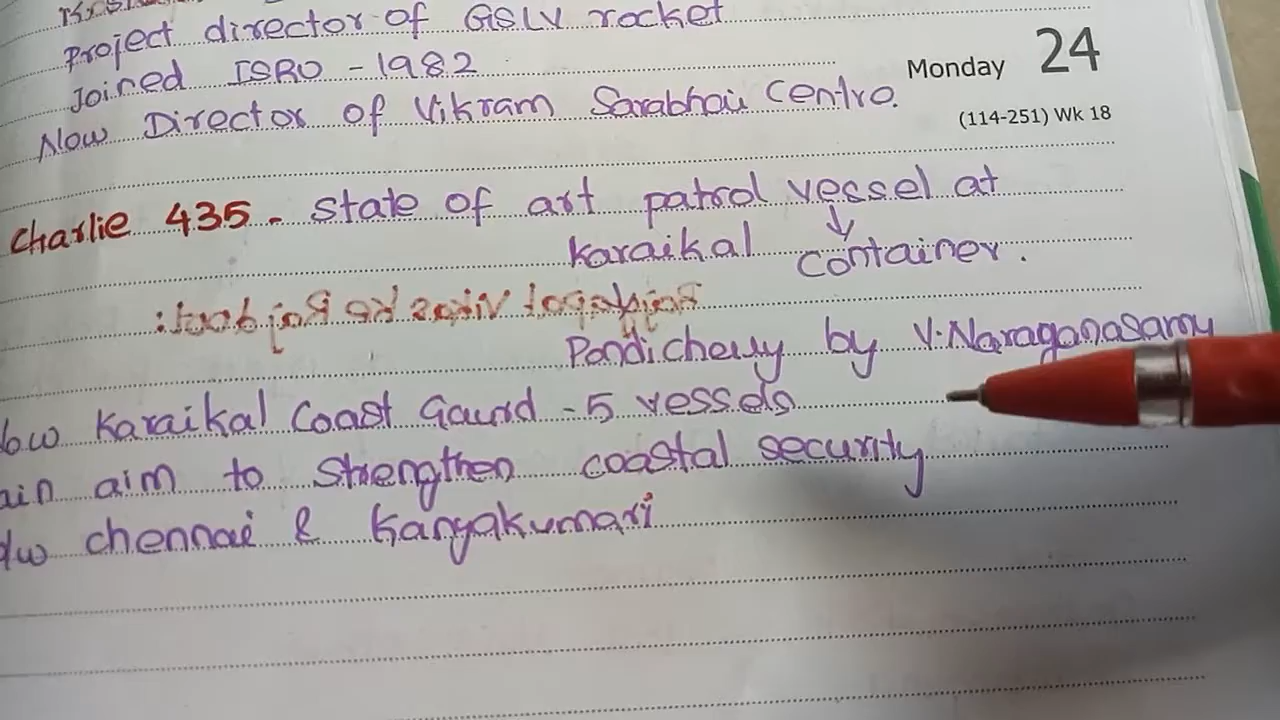 Project director of GSLV rocket
Joined ISRO - 1982
Now Director of Vikram Sarabhai Centre.
Monday 24
(114-251) Wk 18
Charlie 435 - State of art patrol vessel at
Karaikal
↓
container.
Pondicherry by V. Narayanasamy
Karaikal Coast Gaurd - 5 vessels
aim to strengthen coastal security
b/w chennai & Kanyakumari